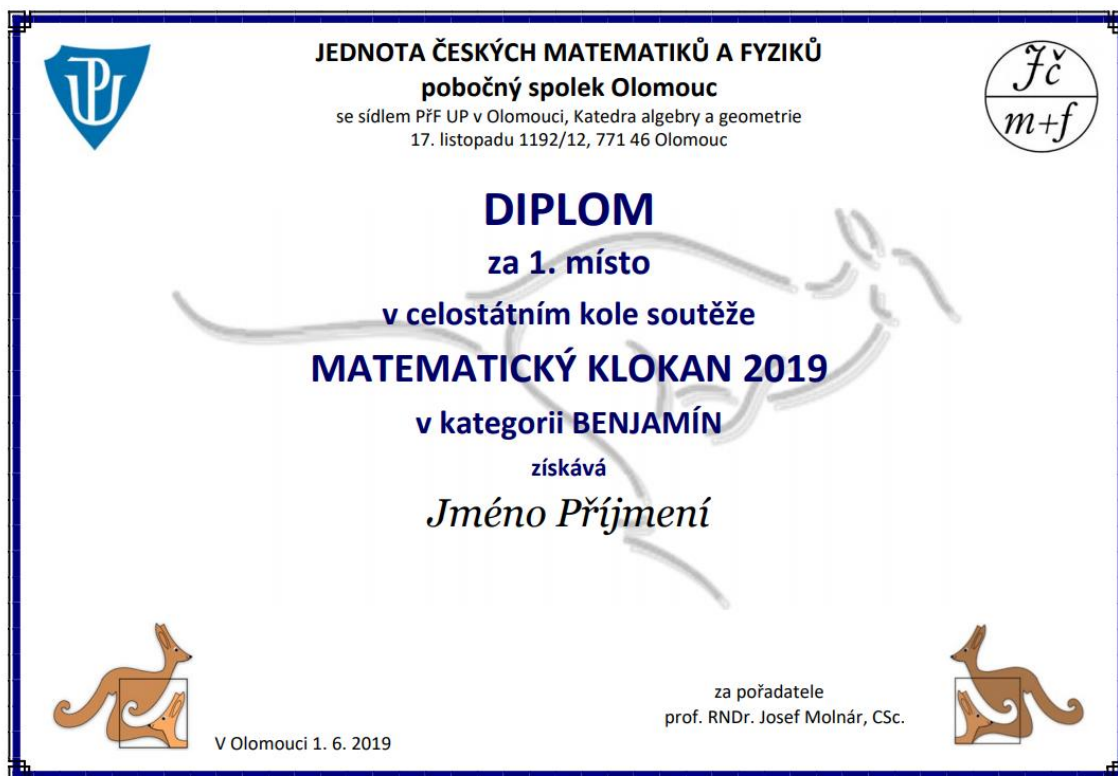 JEDNOTA ČESKÝCH MATEMATIKŮ A FYZIKŮ
pobočný spolek Olomouc
se sídlem PřF UP v Olomouci, Katedra algebry a geometrie
17. listopadu 1192/12, 771 46 Olomouc
UP
Jč
m+f
DIPLOM
za 1. místo
v celostátním kole soutěže
MATEMATICKÝ KLOKAN 2019
v kategorii BENJAMÍN
získává
Jméno Příjmení
za pořadatele
prof. RNDr. Josef Molnár, CSc.
V Olomouci 1. 6. 2019